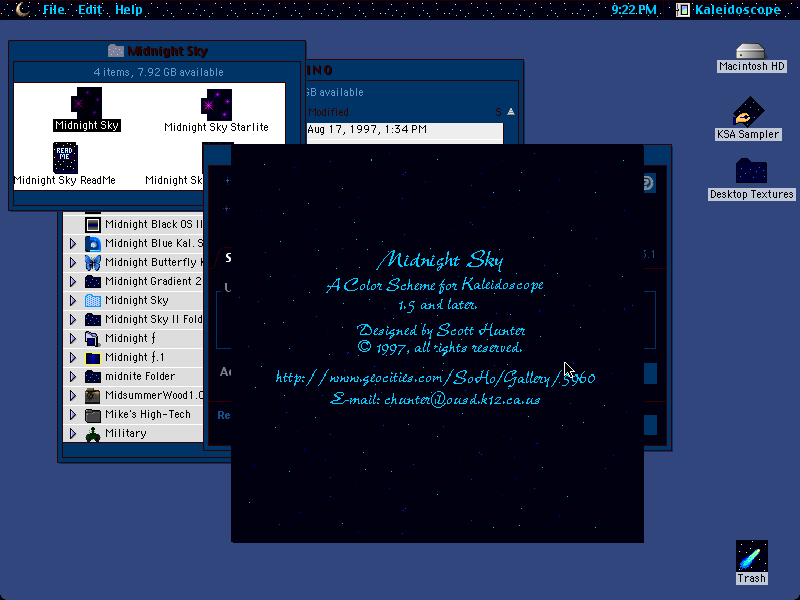 File Edit Help
9:22 PM Kaleidoscope
Midnight Sky
4 items, 7.92 GB available
Midnight Sky
Midnight Sky Starlite
READ ME
Midnight Sky ReadMe
Midnight Sk
INO
GB available
Modified
S
Aug 17, 1997, 1:34 PM
Midnight Black OS II
Midnight Blue Kal. S
Midnight Butterfly K
Midnight Gradient 2
Midnight Sky
Midnight Sky II Fold
Midnight ƒ
Midnight ƒ.1
midnite Folder
MidsummerWood1.0
Mike's High-Tech
Military
S
U
Ac
Re
5.1
Midnight Sky
A Color Scheme for Kaleidoscope
1.5 and later.
Designed by Scott Hunter
© 1997, all rights reserved.
http://www.geocities.com/SoHo/Gallery/5960
E-mail: chunter@ousd.k12.ca.us
Macintosh HD
KSA Sampler
Desktop Textures
Trash